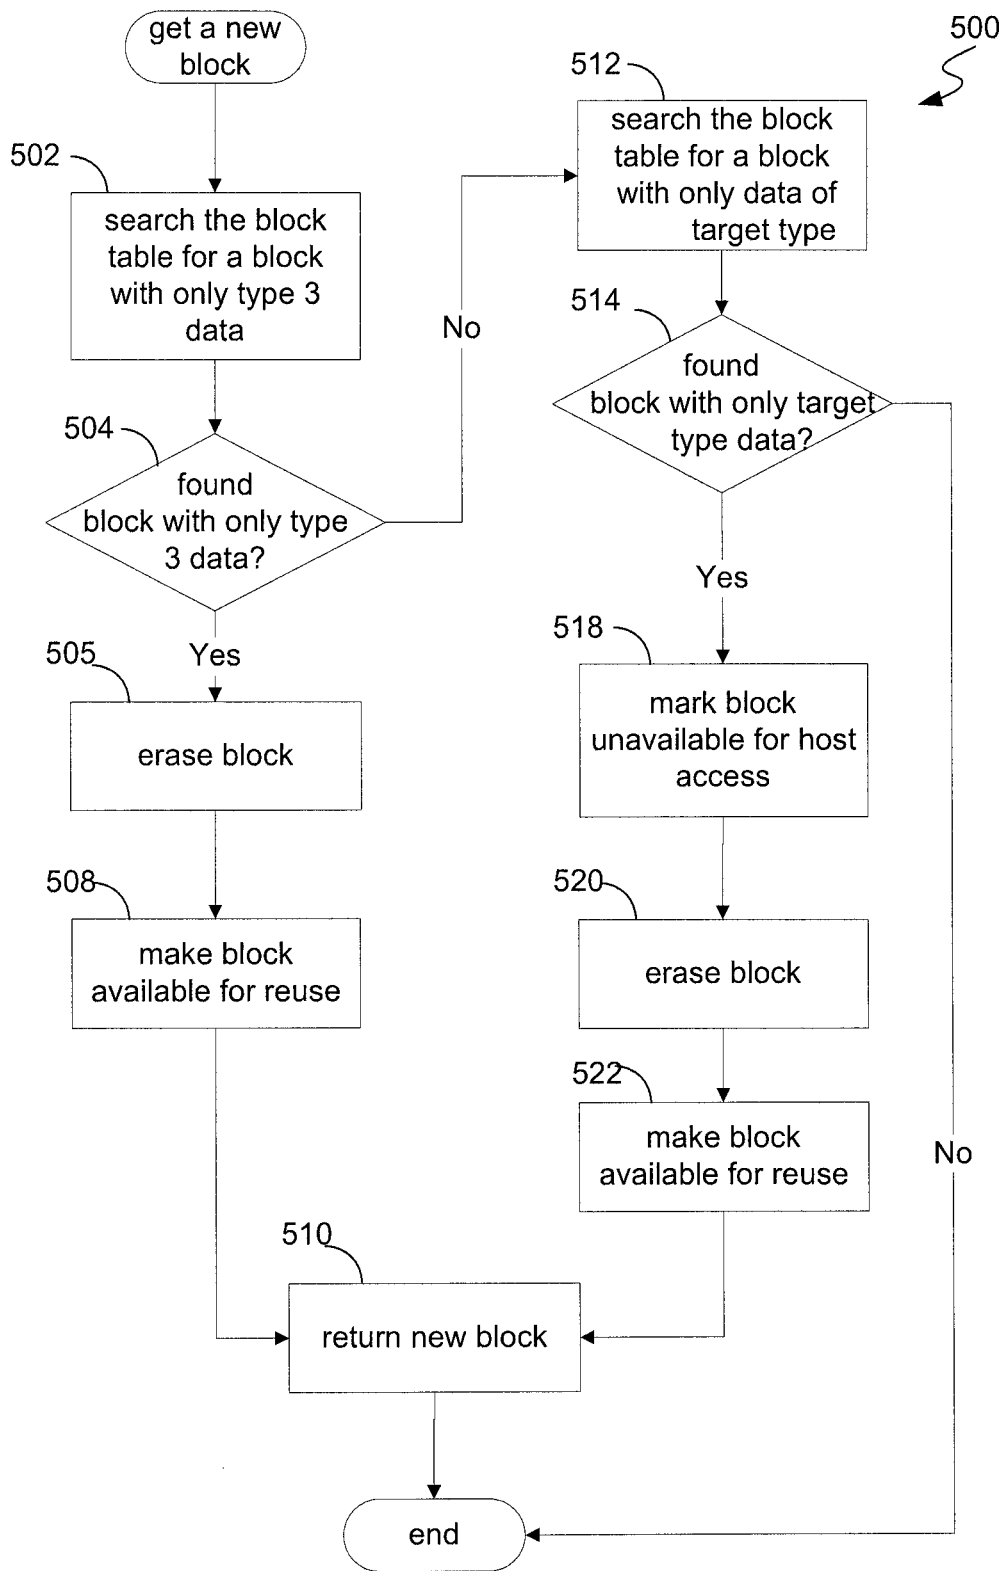 get a new
block
500
502
search the block
table for a block
with only type 3
data
504
found
block with only type
3 data?
No
Yes
505
erase block
508
make block
available for reuse
512
search the block
table for a block
with only data of
target type
514
found
block with only target
type data?
Yes
No
518
mark block
unavailable for host
access
520
erase block
522
make block
available for reuse
510
return new block
end